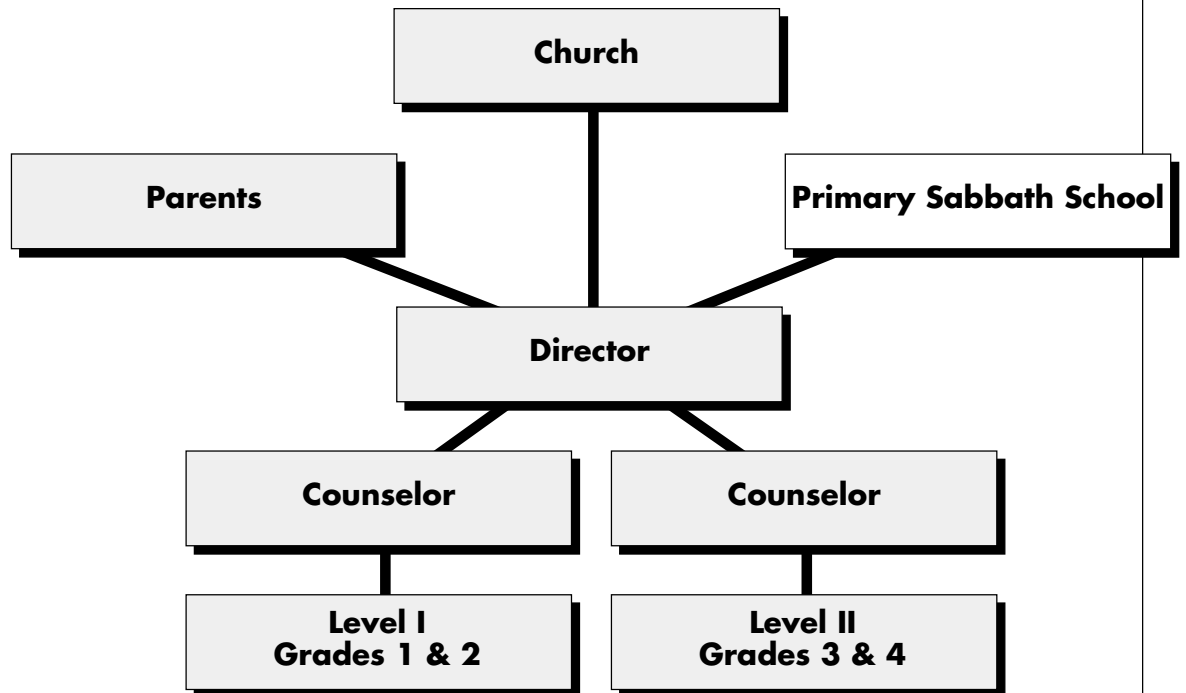 Church
Parents
Primary Sabbath School
Director
Counselor
Counselor
Level I
Grades 1 & 2
Level II
Grades 3 & 4